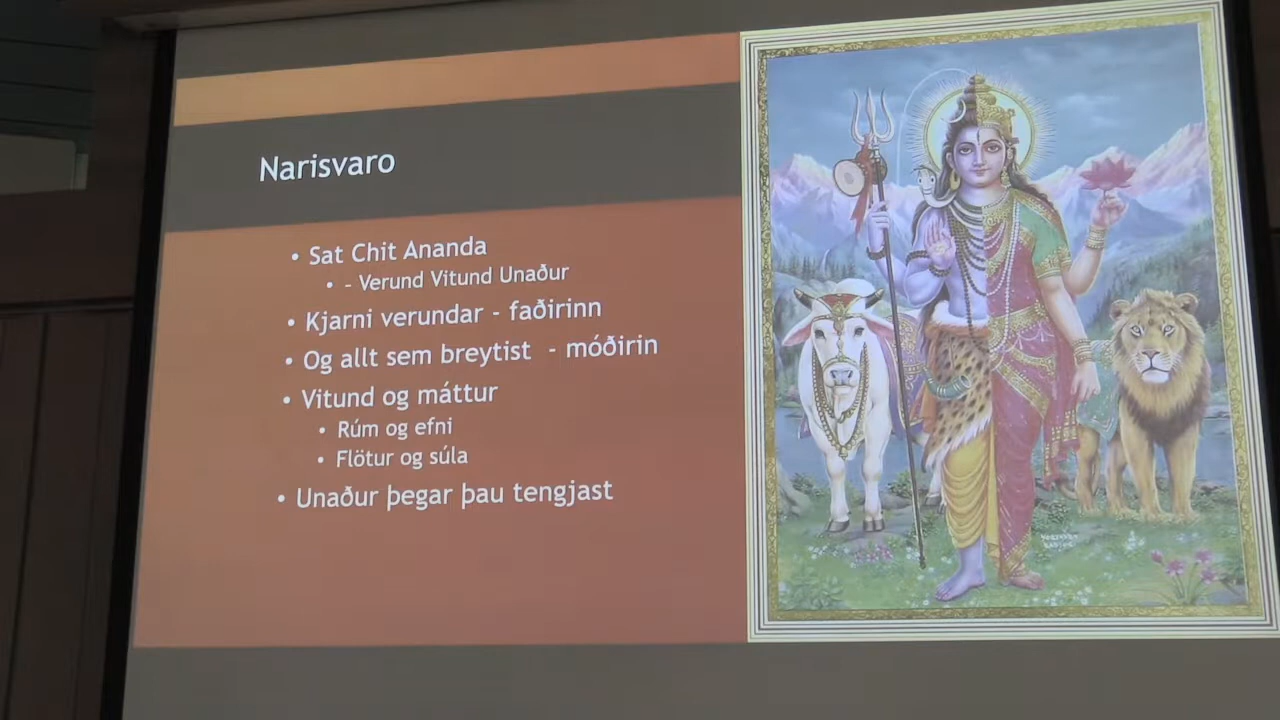 Narisvaro
• Sat Chit Ananda
• - Verund Vitund Unaður
• Kjarni verundar - faðirinn
• Og allt sem breytist - móðirin
• Vitund og máttur
• Rúm og efni
• Flötur og súla
• Unaður þegar þau tengjast